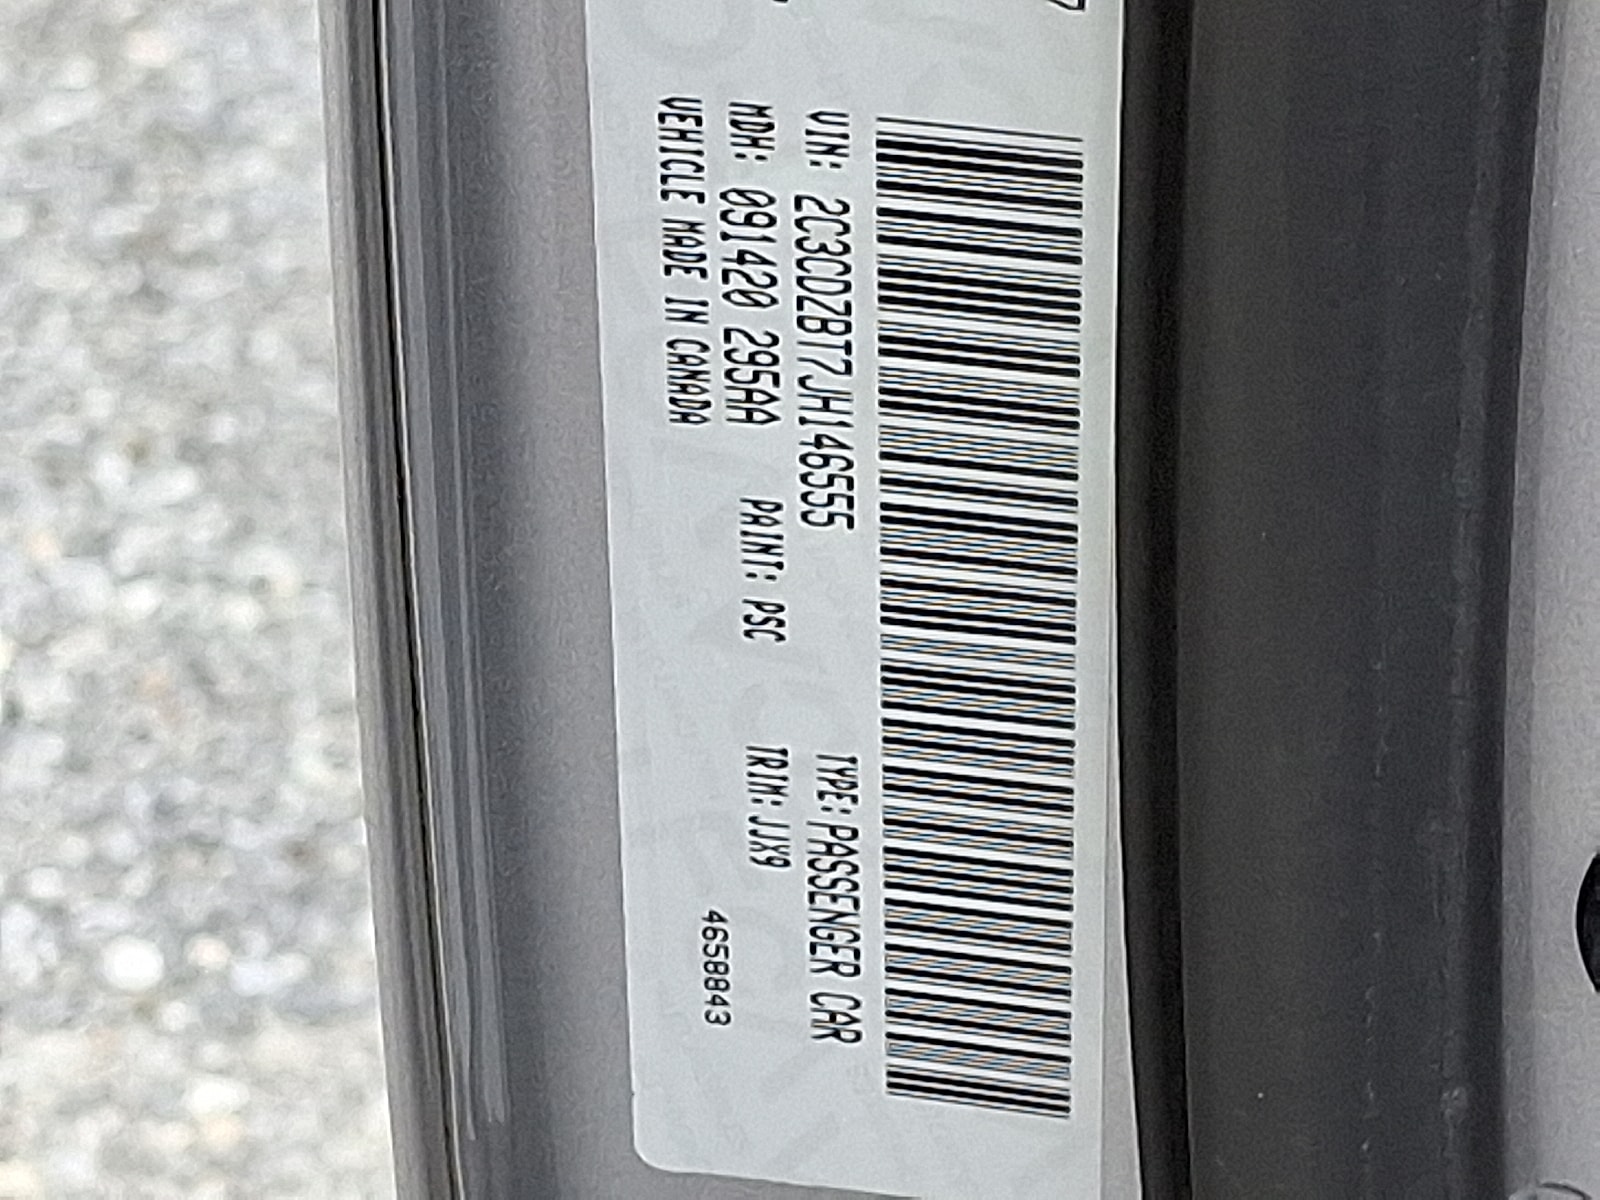 VIN: 2C3CDZBT7JH146555 TYPE: PASSENGER CAR
MDH: 091420 295AA PAINT: PSC TRIM: JJX9
VEHICLE MADE IN CANADA 4658843